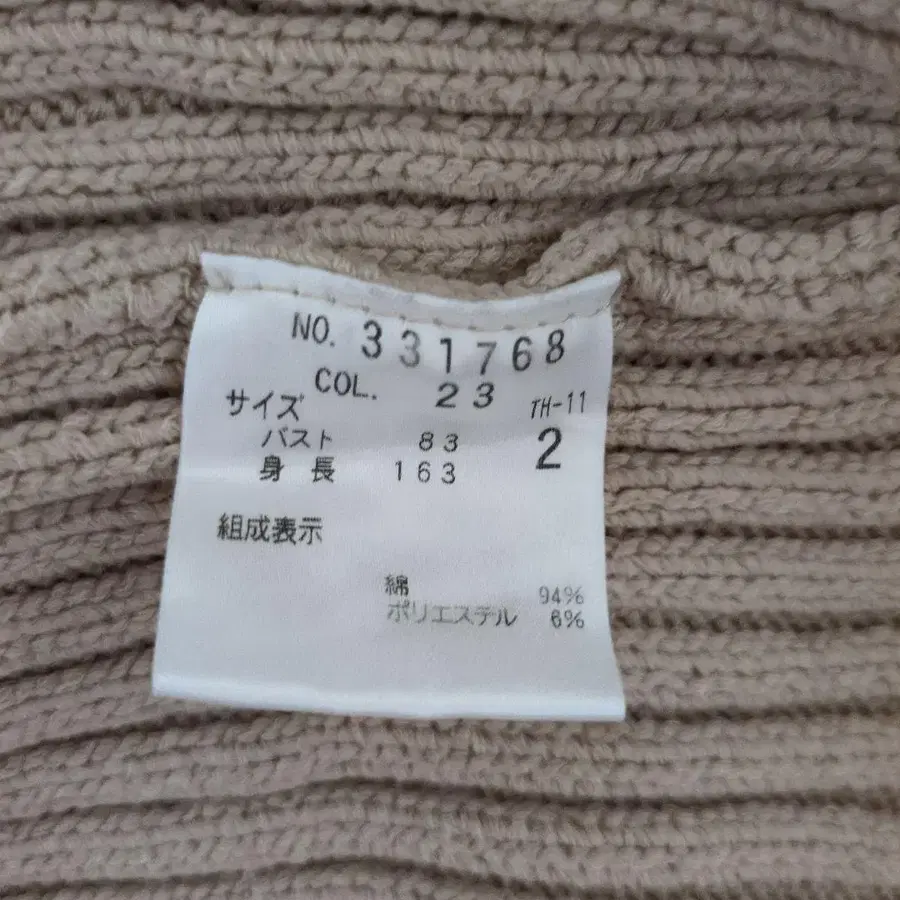 NO. 331768
COL. 23 TH-11
サイズ 2
バスト 83
身長 163
組成表示
綿 94%
ポリエステル 6%